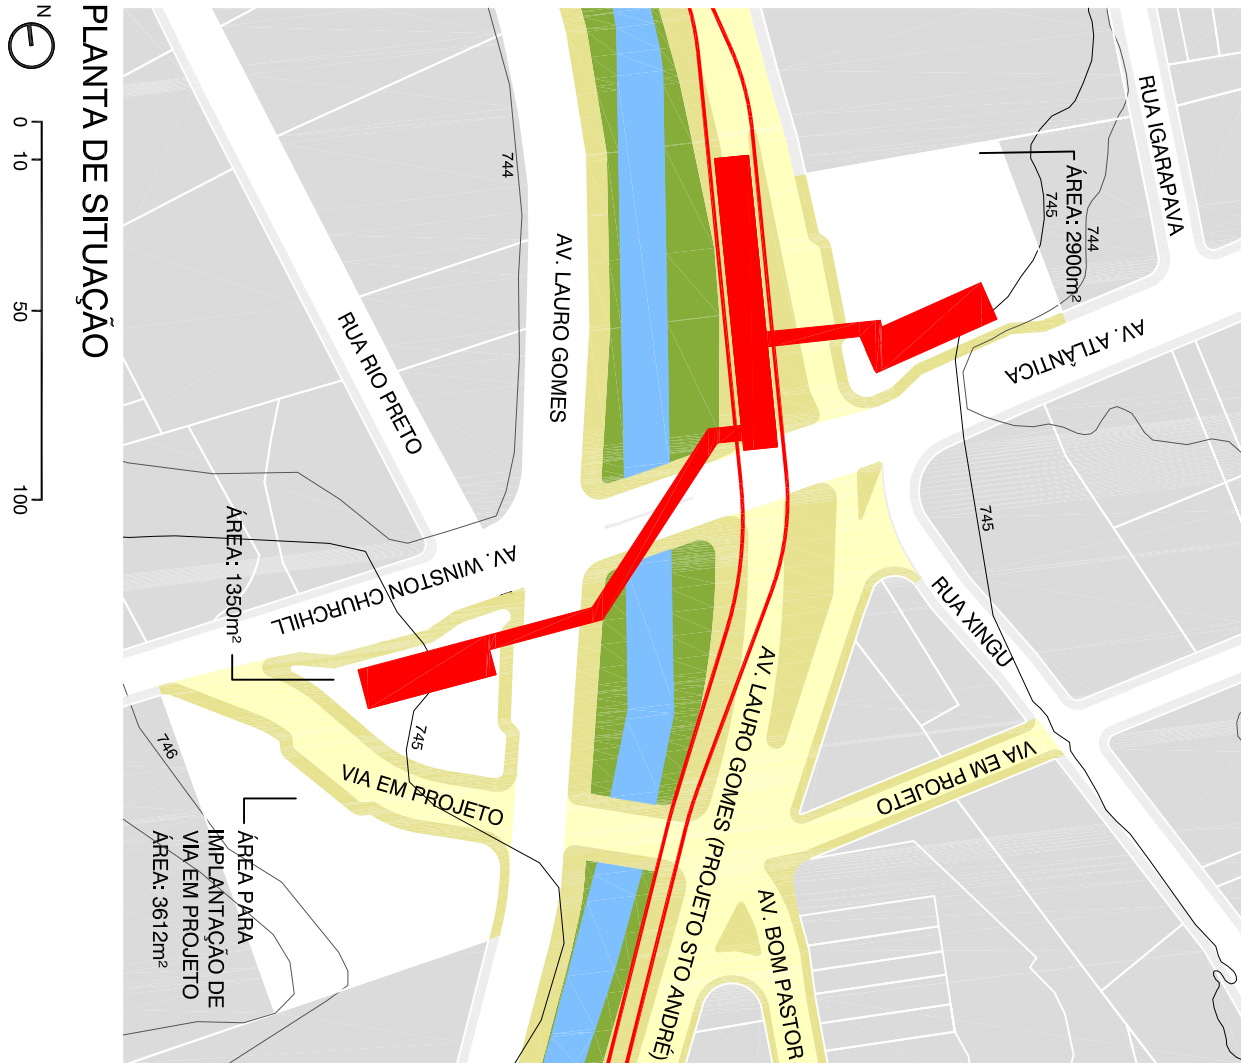 PLANTA DE SITUAÇÃO
N
0
10
50
100
RUA IGARAPAVA
ÁREA: 2900m²
744
745
744
AV. ATLÂNTICA
AV. LAURO GOMES
RUA RIO PRETO
745
RUA XINGU
AV. WINSTON CHURCHILL
ÁREA: 1350m²
AV. LAURO GOMES (PROJETO STO ANDRÉ)
VIA EM PROJETO
745
746
VIA EM PROJETO
ÁREA PARA
IMPLANTAÇÃO DE
VIA EM PROJETO
ÁREA: 3612m²
AV. BOM PASTOR